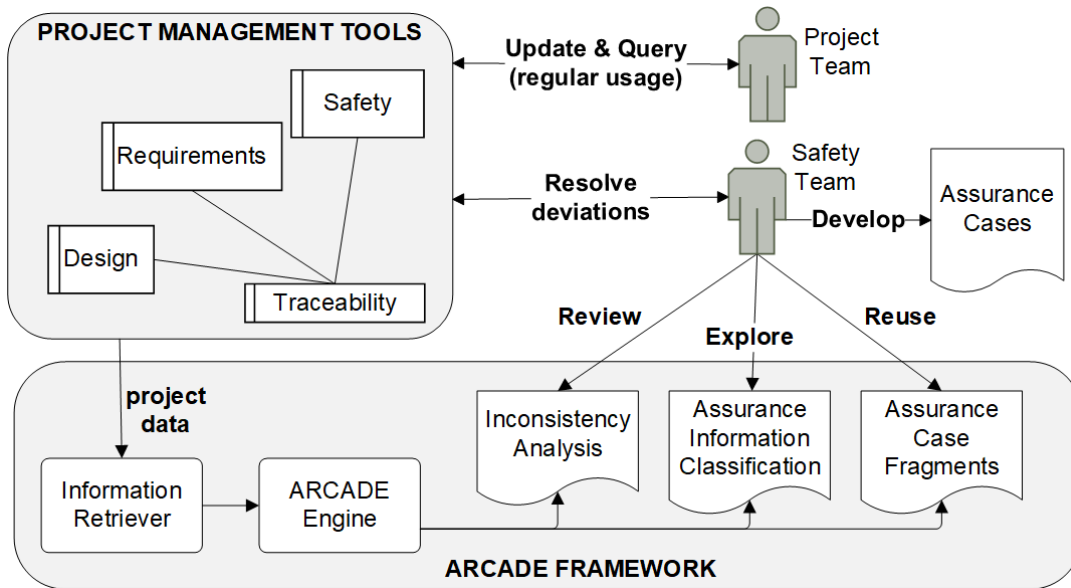 PROJECT MANAGEMENT TOOLS
Safety
Requirements
Design
Traceability
Update & Query
(regular usage)
Project
Team
Resolve
deviations
Safety
Team
Develop
Assurance
Cases
Review
Explore
Reuse
project
data
Information
Retriever
ARCADE
Engine
Inconsistency
Analysis
Assurance
Information
Classification
Assurance
Case
Fragments
ARCADE FRAMEWORK